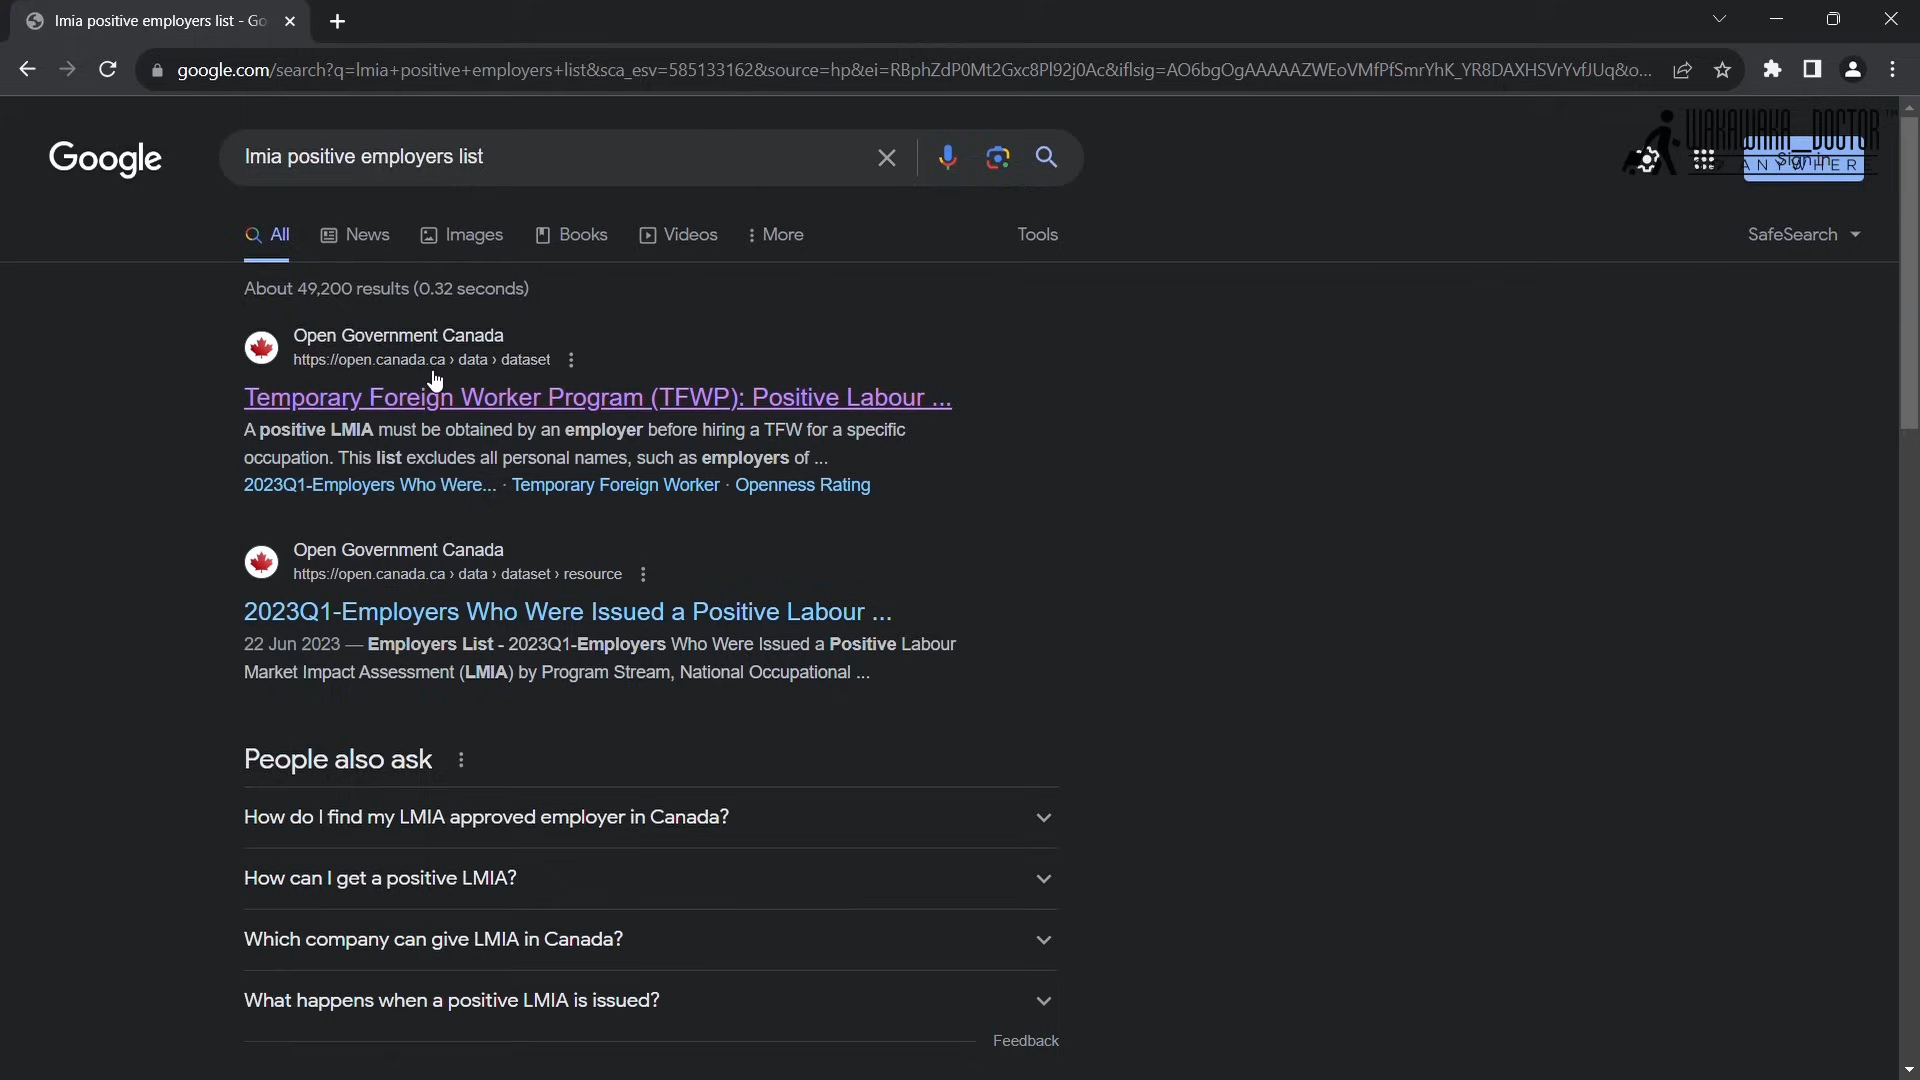 lmia positive employers list - Go
google.com/search?q=lmia+positive+employers+list&sca_esv=585133162&source=hp&ei=RBphZdP0Mt2Gxc8Pl92j0Ac&iflsig=AO6bgOgAAAAAZWEoVMfPfSmrYhK_YR8DAXHSVrYvfJUq&o...
WAKAWAKA_DOCTOR ™
ANYWHERE
Google
lmia positive employers list
Sign in
All
News
Images
Books
Videos
More
Tools
SafeSearch
About 49,200 results (0.32 seconds)
Open Government Canada
https://open.canada.ca › data › dataset
Temporary Foreign Worker Program (TFWP): Positive Labour ...
A positive LMIA must be obtained by an employer before hiring a TFW for a specific
occupation. This list excludes all personal names, such as employers of ...
2023Q1-Employers Who Were... · Temporary Foreign Worker · Openness Rating
Open Government Canada
https://open.canada.ca › data › dataset › resource
2023Q1-Employers Who Were Issued a Positive Labour ...
22 Jun 2023 — Employers List - 2023Q1-Employers Who Were Issued a Positive Labour
Market Impact Assessment (LMIA) by Program Stream, National Occupational ...
People also ask
How do I find my LMIA approved employer in Canada?
How can I get a positive LMIA?
Which company can give LMIA in Canada?
What happens when a positive LMIA is issued?
Feedback